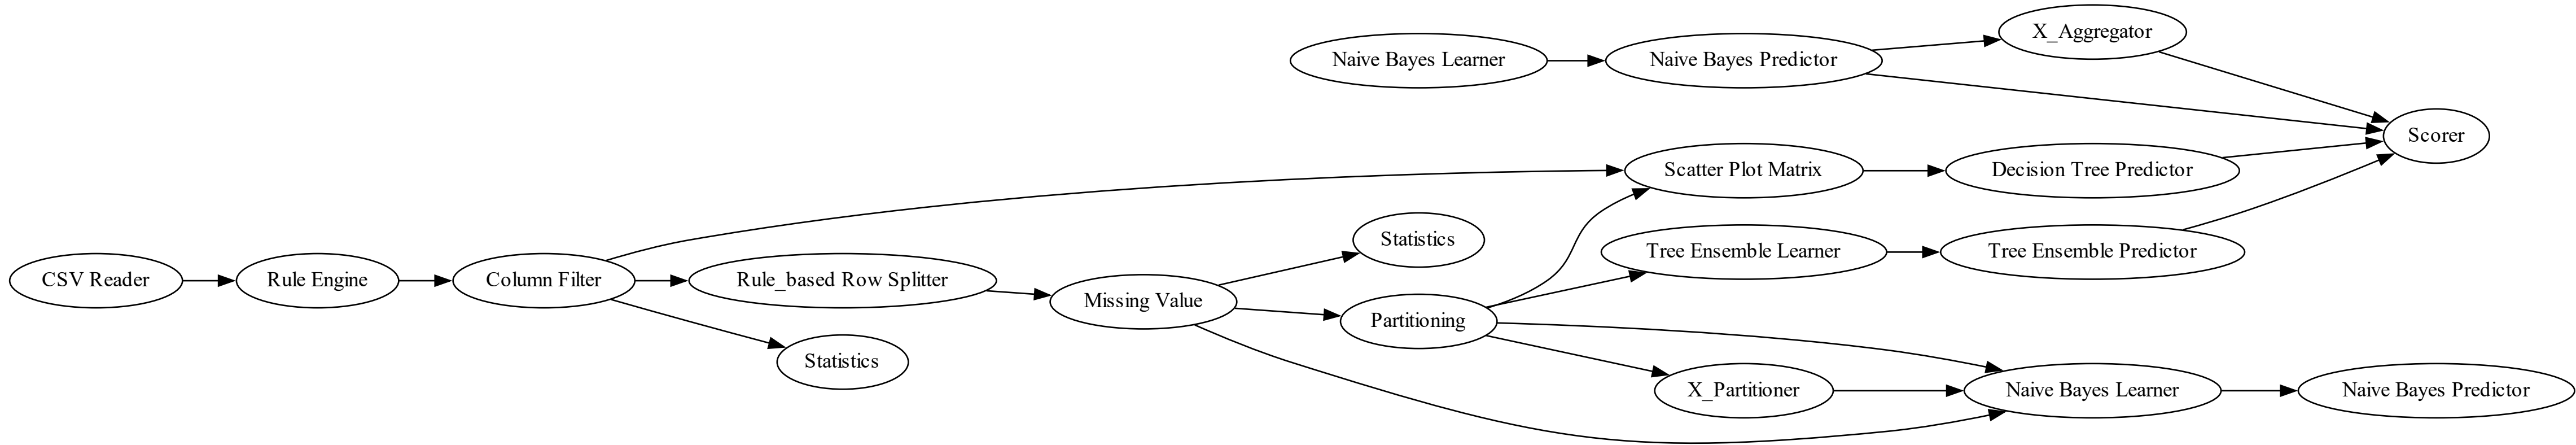 X_Aggregator
Naive Bayes Learner
Naive Bayes Predictor
Scorer
Scatter Plot Matrix
Decision Tree Predictor
Statistics
Tree Ensemble Learner
Tree Ensemble Predictor
CSV Reader
Rule Engine
Column Filter
Rule_based Row Splitter
Missing Value
Partitioning
Statistics
X_Partitioner
Naive Bayes Learner
Naive Bayes Predictor